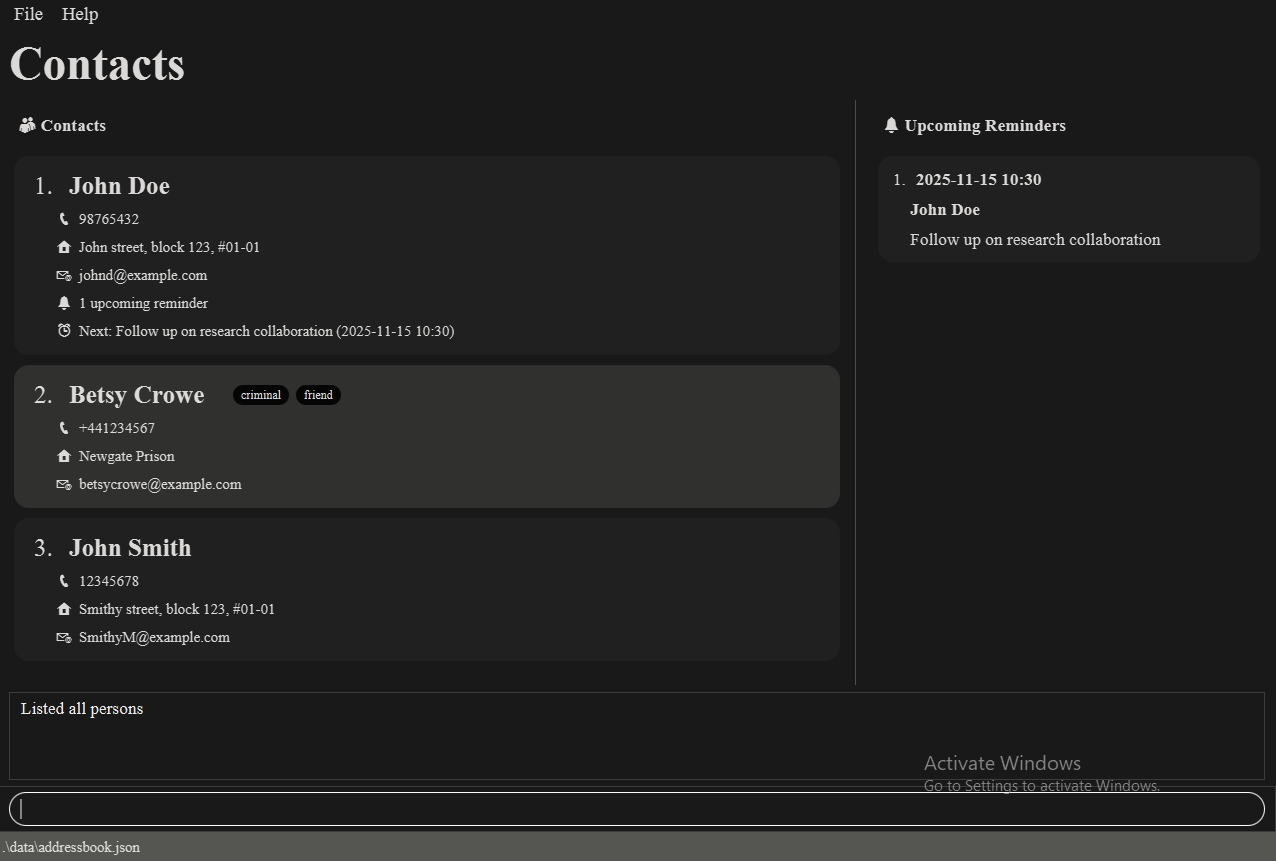 File Help
Contacts
Contacts
1. John Doe
98765432
John street, block 123, #01-01
johnd@example.com
1 upcoming reminder
Next: Follow up on research collaboration (2025-11-15 10:30)
2. Betsy Crowe criminal friend
+441234567
Newgate Prison
betsycrowe@example.com
3. John Smith
12345678
Smithy street, block 123, #01-01
SmithyM@example.com
Upcoming Reminders
1. 2025-11-15 10:30
John Doe
Follow up on research collaboration
Listed all persons
Activate Windows
Go to Settings to activate Windows.
.\data\addressbook.json